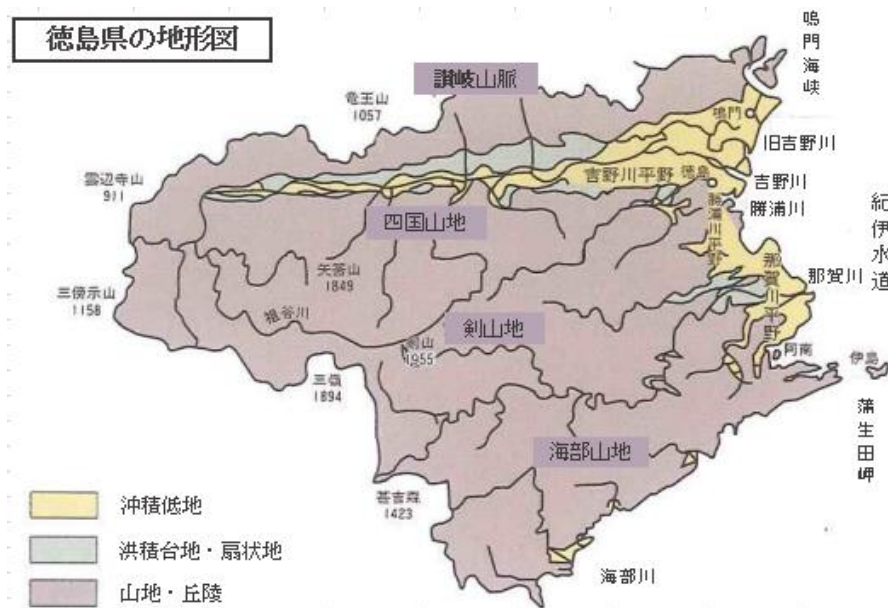 徳島県の地形図
鳴門海峡
讃岐山脈
竜王山
1057
鳴門
旧吉野川
雲辺寺山
911
吉野川平野
徳島
吉野川
勝浦川
紀伊水道
四国山地
勝浦川平野
矢筈山
1849
那賀川平野
那賀川
三傍示山
1158
祖谷川
剣山地
剣山
1955
阿南
伊島
三嶺
1894
蒲生田岬
海部山地
甚吉森
1423
沖積低地
洪積台地・扇状地
海部川
山地・丘陵